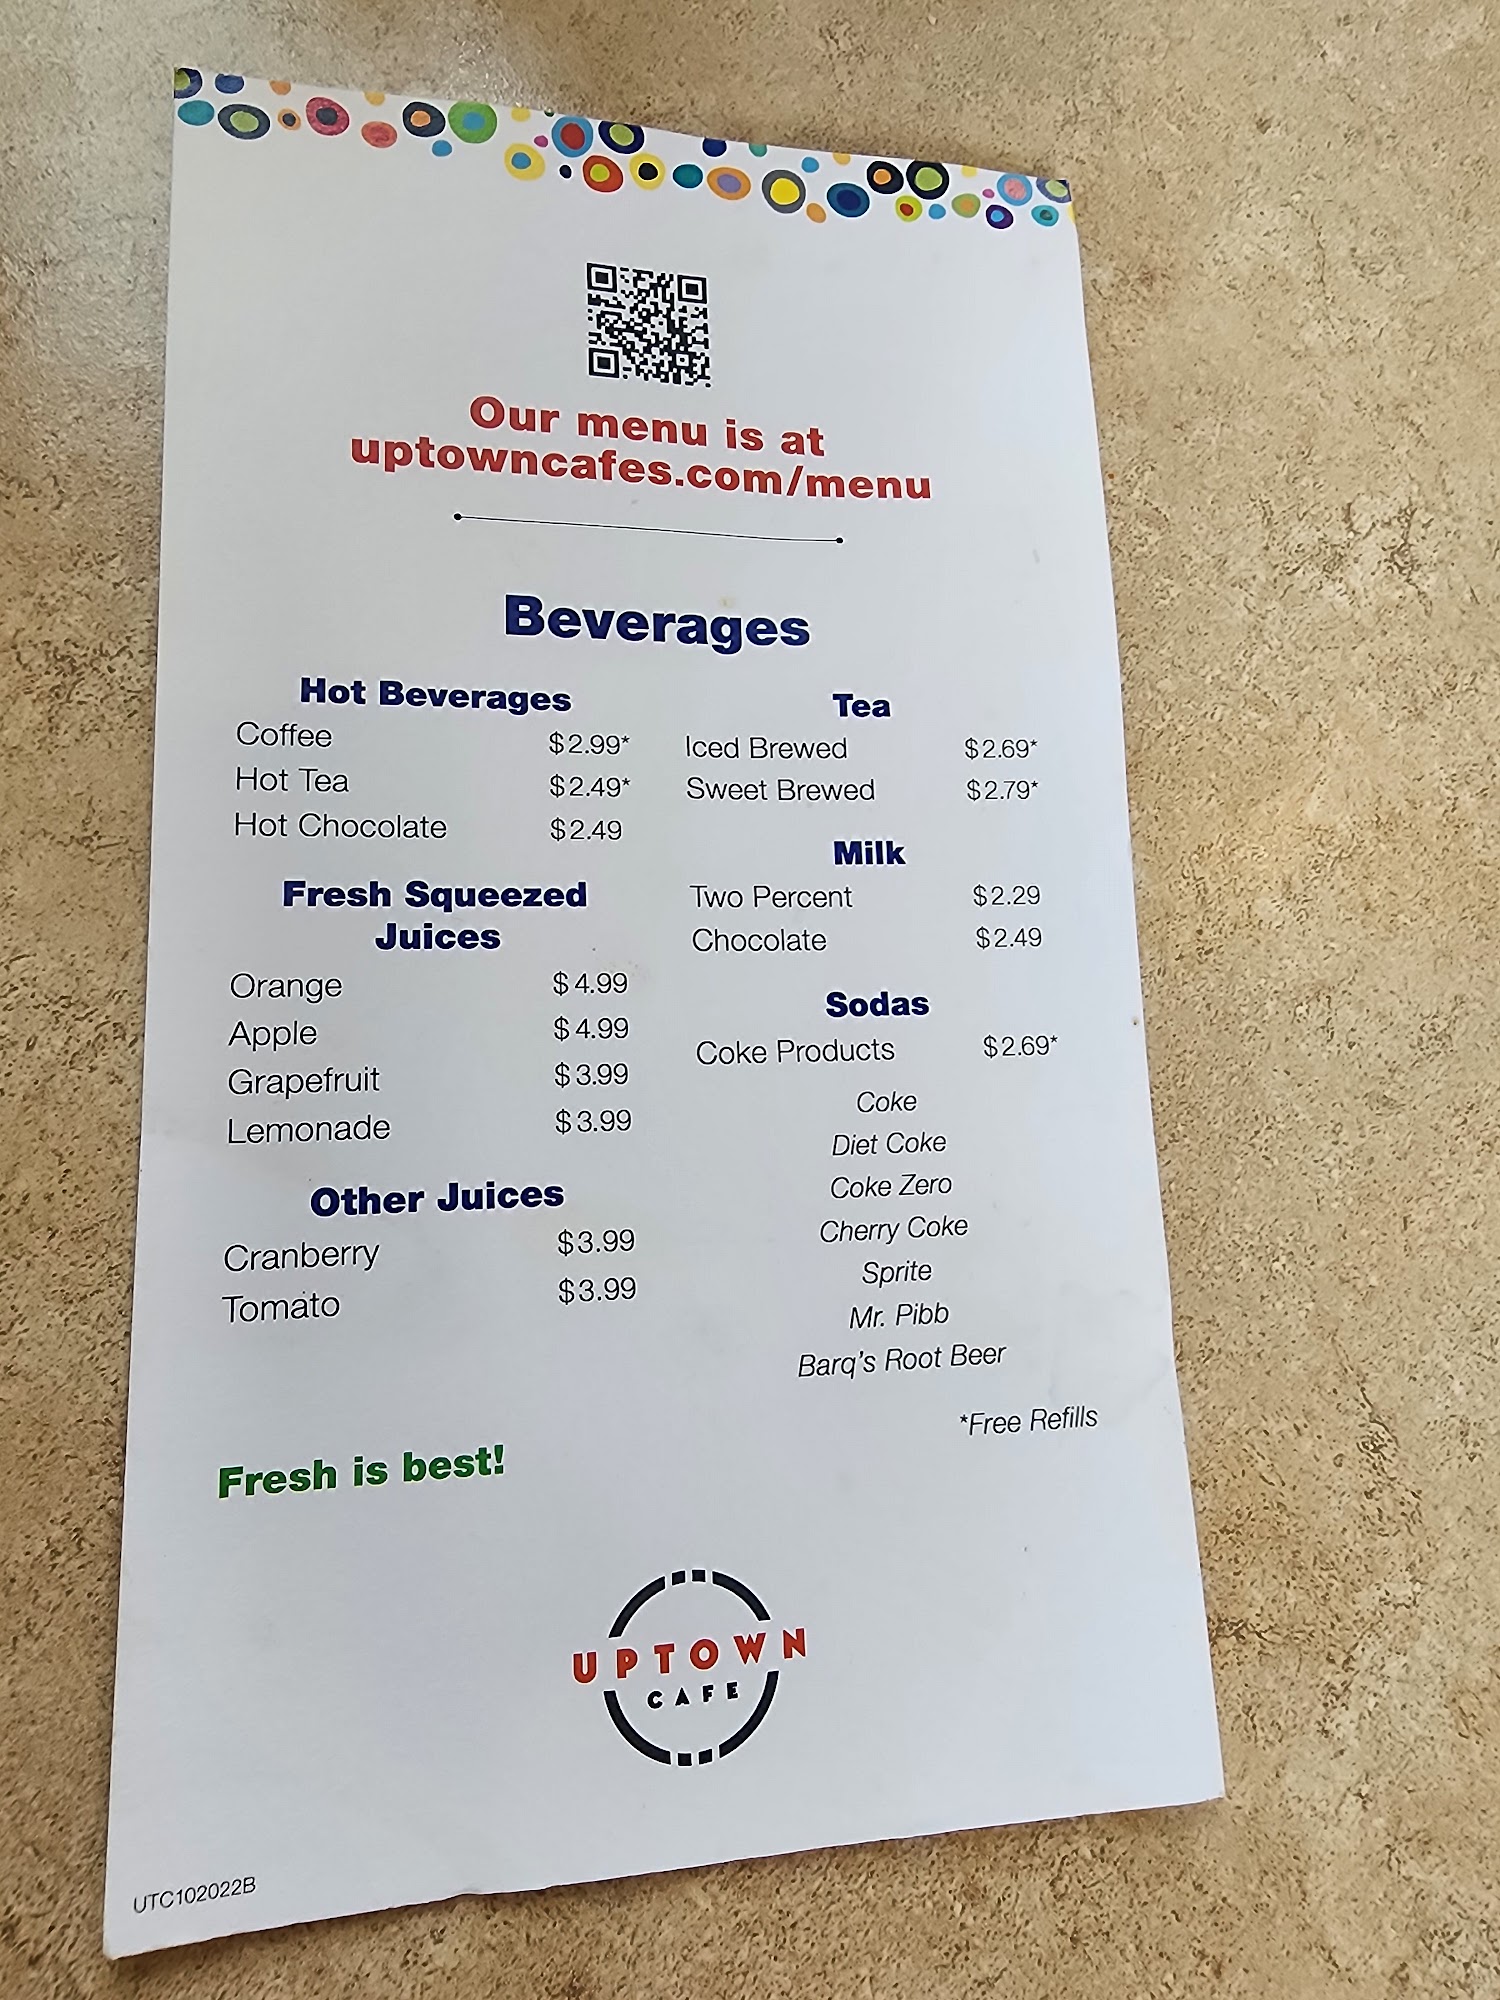 Our menu is at
uptowncafes.com/menu
Beverages
Hot Beverages
Coffee $2.99*
Hot Tea $2.49*
Hot Chocolate $2.49
Fresh Squeezed
Juices
Orange $4.99
Apple $4.99
Grapefruit $3.99
Lemonade $3.99
Other Juices
Cranberry $3.99
Tomato $3.99
Tea
Iced Brewed $2.69*
Sweet Brewed $2.79*
Milk
Two Percent $2.29
Chocolate $2.49
Sodas
Coke Products $2.69*
Coke
Diet Coke
Coke Zero
Cherry Coke
Sprite
Mr. Pibb
Barq's Root Beer
*Free Refills
Fresh is best!
UPTOWN
CAFE
UTC102022B